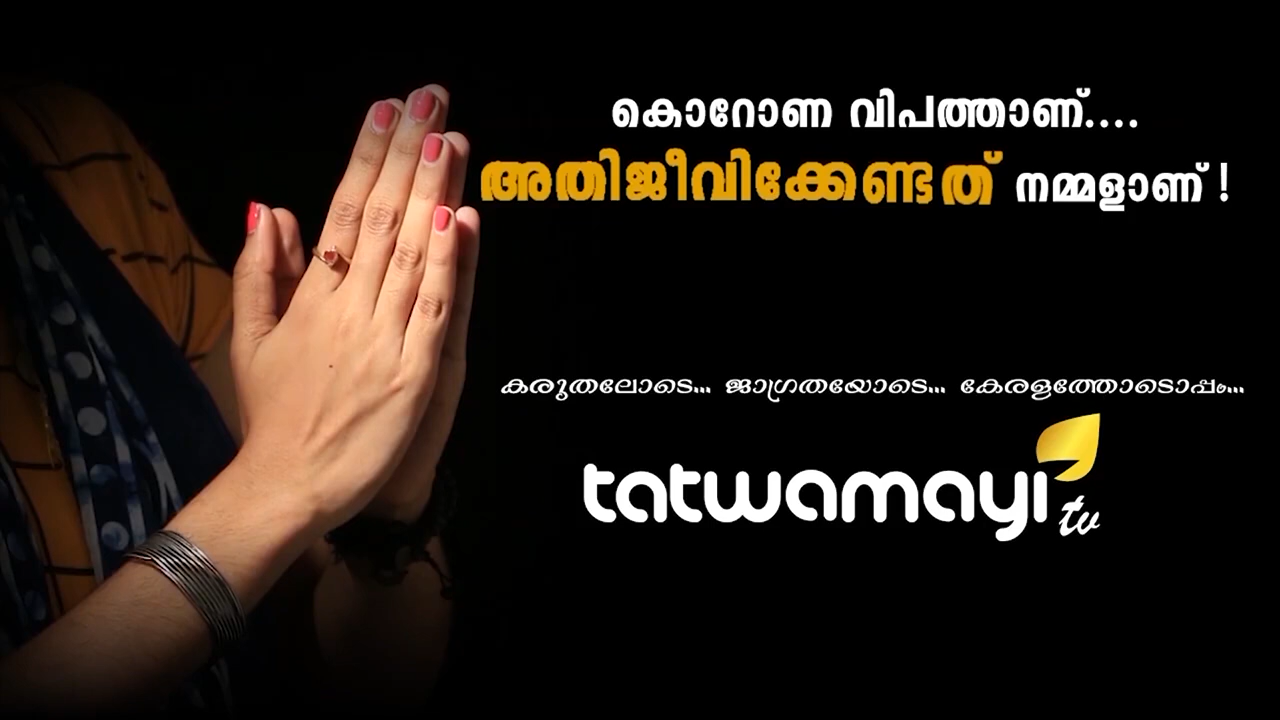 കൊറോണ വിപത്താണ്....
അതിജീവിക്കേണ്ടത് നമ്മളാണ് !
കരുതലോടെ... ജാഗ്രതയോടെ... കേരളത്തോടൊപ്പം...
tatwamayi
tv